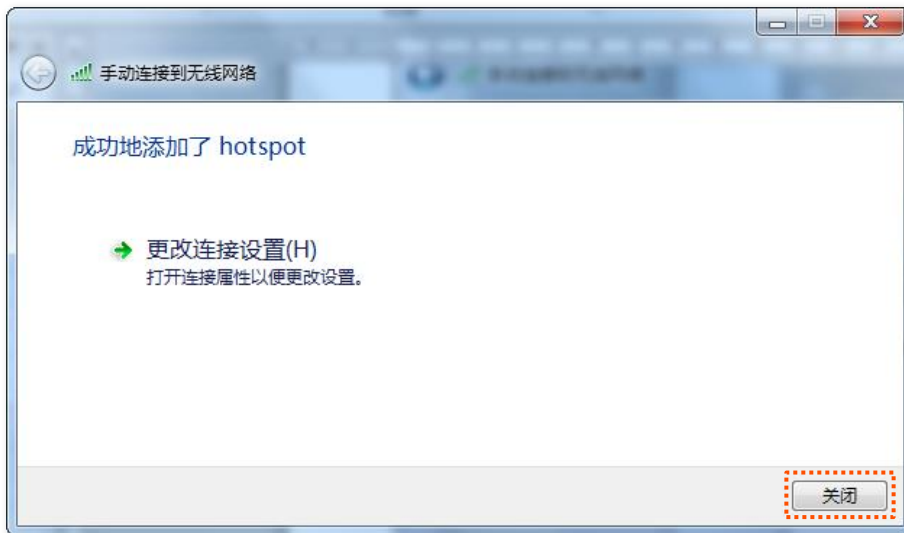 手动连接到无线网络
成功地添加了 hotspot
更改连接设置(H)
打开连接属性以便更改设置。
关闭